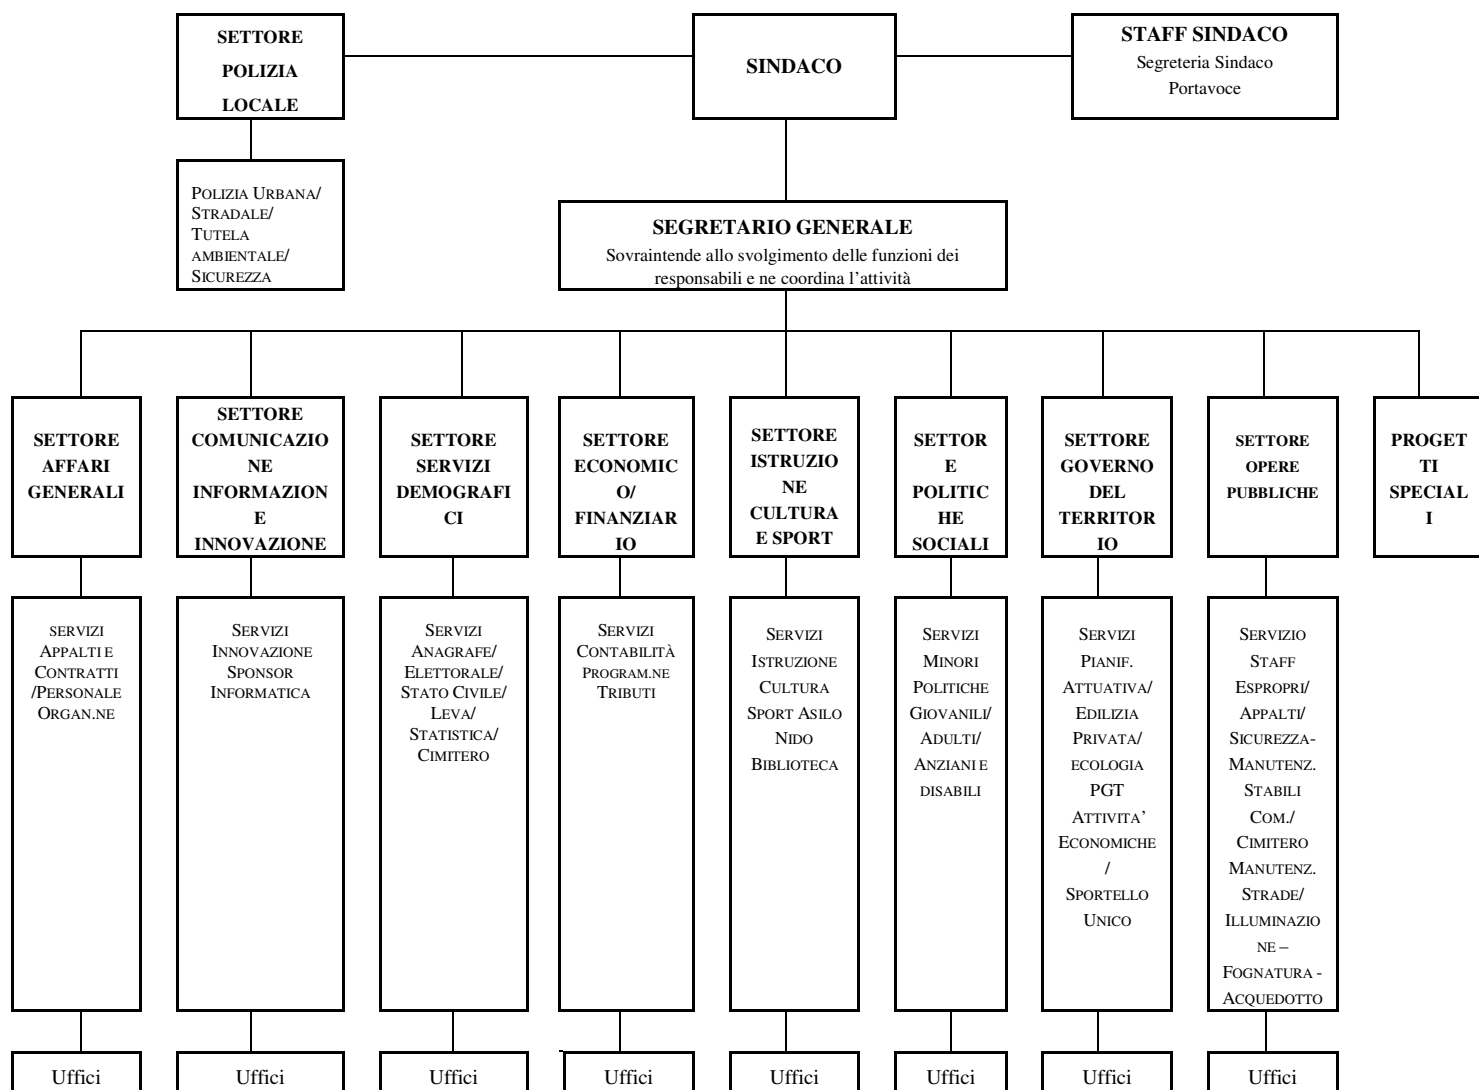 SETTORE
POLIZIA
LOCALE
SINDACO
STAFF SINDACO
Segreteria Sindaco
Portavoce
POLIZIA URBANA/
STRADALE/
TUTELA
AMBIENTALE/
SICUREZZA
SEGRETARIO GENERALE
Sovraintende allo svolgimento delle funzioni dei
responsabili e ne coordina l'attività
SETTORE
AFFARI
GENERALI
SETTORE
COMUNICAZIO
NE
INFORMAZION
E
INNOVAZIONE
SETTORE
SERVIZI
DEMOGRAFI
CI
SETTORE
ECONOMIC
O/
FINANZIAR
IO
SETTORE
ISTRUZIO
NE
CULTURA
E SPORT
SETTOR
E
POLITIC
HE
SOCIALI
SETTORE
GOVERNO
DEL
TERRITOR
IO
SETTORE
OPERE
PUBBLICHE
PROGET
TI
SPECIAL
I
SERVIZI
APPALTI E
CONTRATTI
/PERSONALE
ORGAN.NE
SERVIZI
INNOVAZIONE
SPONSOR
INFORMATICA
SERVIZI
ANAGRAFE/
ELETTORALE/
STATO CIVILE/
LEVA/
STATISTICA/
CIMITERO
SERVIZI
CONTABILITÀ
PROGRAM.NE
TRIBUTI
SERVIZI
ISTRUZIONE
CULTURA
SPORT ASILO
NIDO
BIBLIOTECA
SERVIZI
MINORI
POLITICHE
GIOVANILI/
ADULTI/
ANZIANI E
DISABILI
SERVIZI
PIANIF.
ATTUATIVA/
EDILIZIA
PRIVATA/
ECOLOGIA
PGT
ATTIVITA'
ECONOMICHE
/
SPORTELLO
UNICO
SERVIZIO
STAFF
ESPROPRI/
APPALTI/
SICUREZZA-
MANUTENZ.
STABILI
COM./
CIMITERO
MANUTENZ.
STRADE/
ILLUMINAZIO
NE –
FOGNATURA -
ACQUEDOTTO
Uffici
Uffici
Uffici
Uffici
Uffici
Uffici
Uffici
Uffici